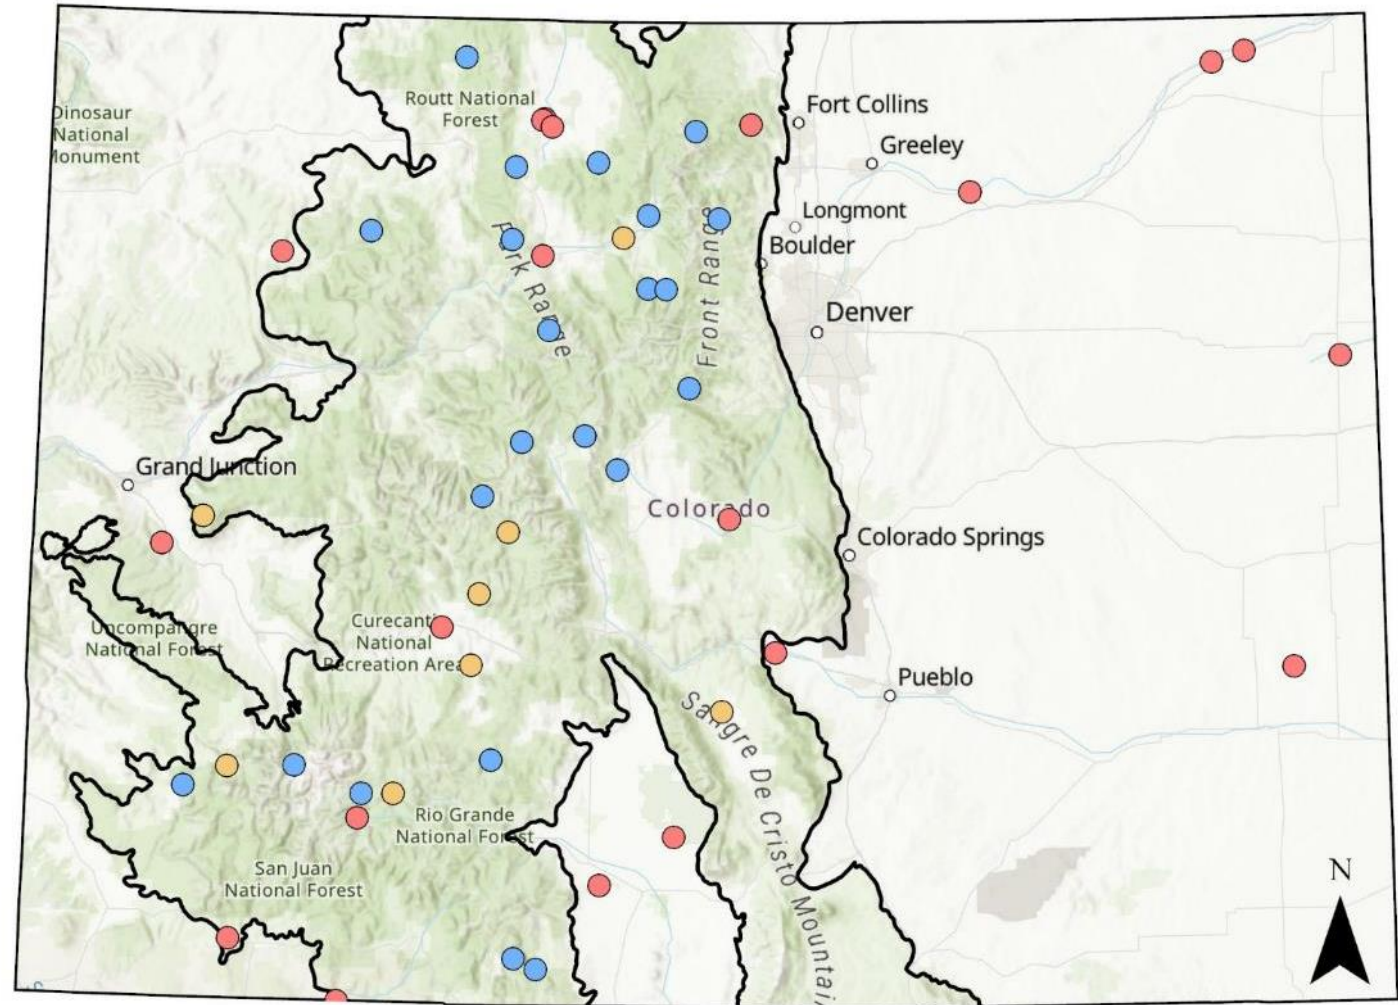 Dinosaur
National
Monument
Routt National
Forest
Fort Collins
Greeley
Longmont
Boulder
Park Range
Front Range
Denver
Grand Junction
Colorado
Colorado Springs
Uncompahgre
National Forest
Curecanti
National
Recreation Area
Pueblo
Sangre De Cristo Mountain
Rio Grande
National Forest
San Juan
National Forest
N